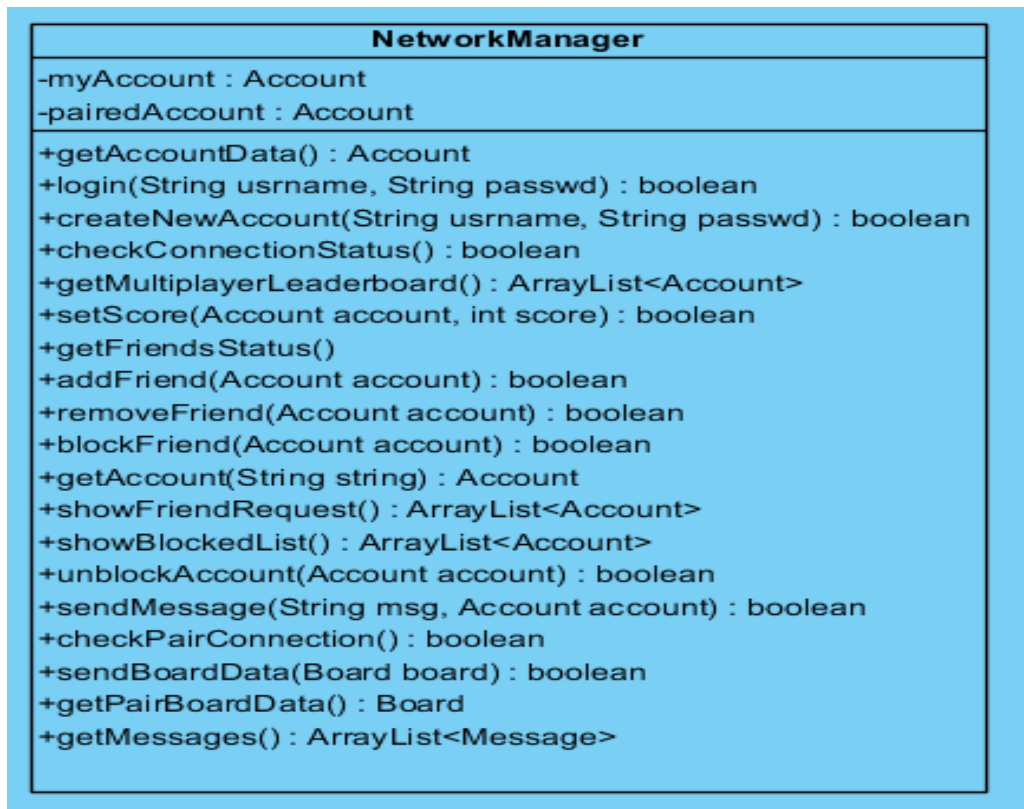 NetworkManager
-myAccount : Account
-pairedAccount : Account
+getAccountData() : Account
+login(String usrname, String passwd) : boolean
+createNewAccount(String usrname, String passwd) : boolean
+checkConnectionStatus() : boolean
+getMultiplayerLeaderboard() : ArrayList<Account>
+setScore(Account account, int score) : boolean
+getFriendsStatus()
+addFriend(Account account) : boolean
+removeFriend(Account account) : boolean
+blockFriend(Account account) : boolean
+getAccount(String string) : Account
+showFriendRequest() : ArrayList<Account>
+showBlockedList() : ArrayList<Account>
+unblockAccount(Account account) : boolean
+sendMessage(String msg, Account account) : boolean
+checkPairConnection() : boolean
+sendBoardData(Board board) : boolean
+getPairBoardData() : Board
+getMessages() : ArrayList<Message>